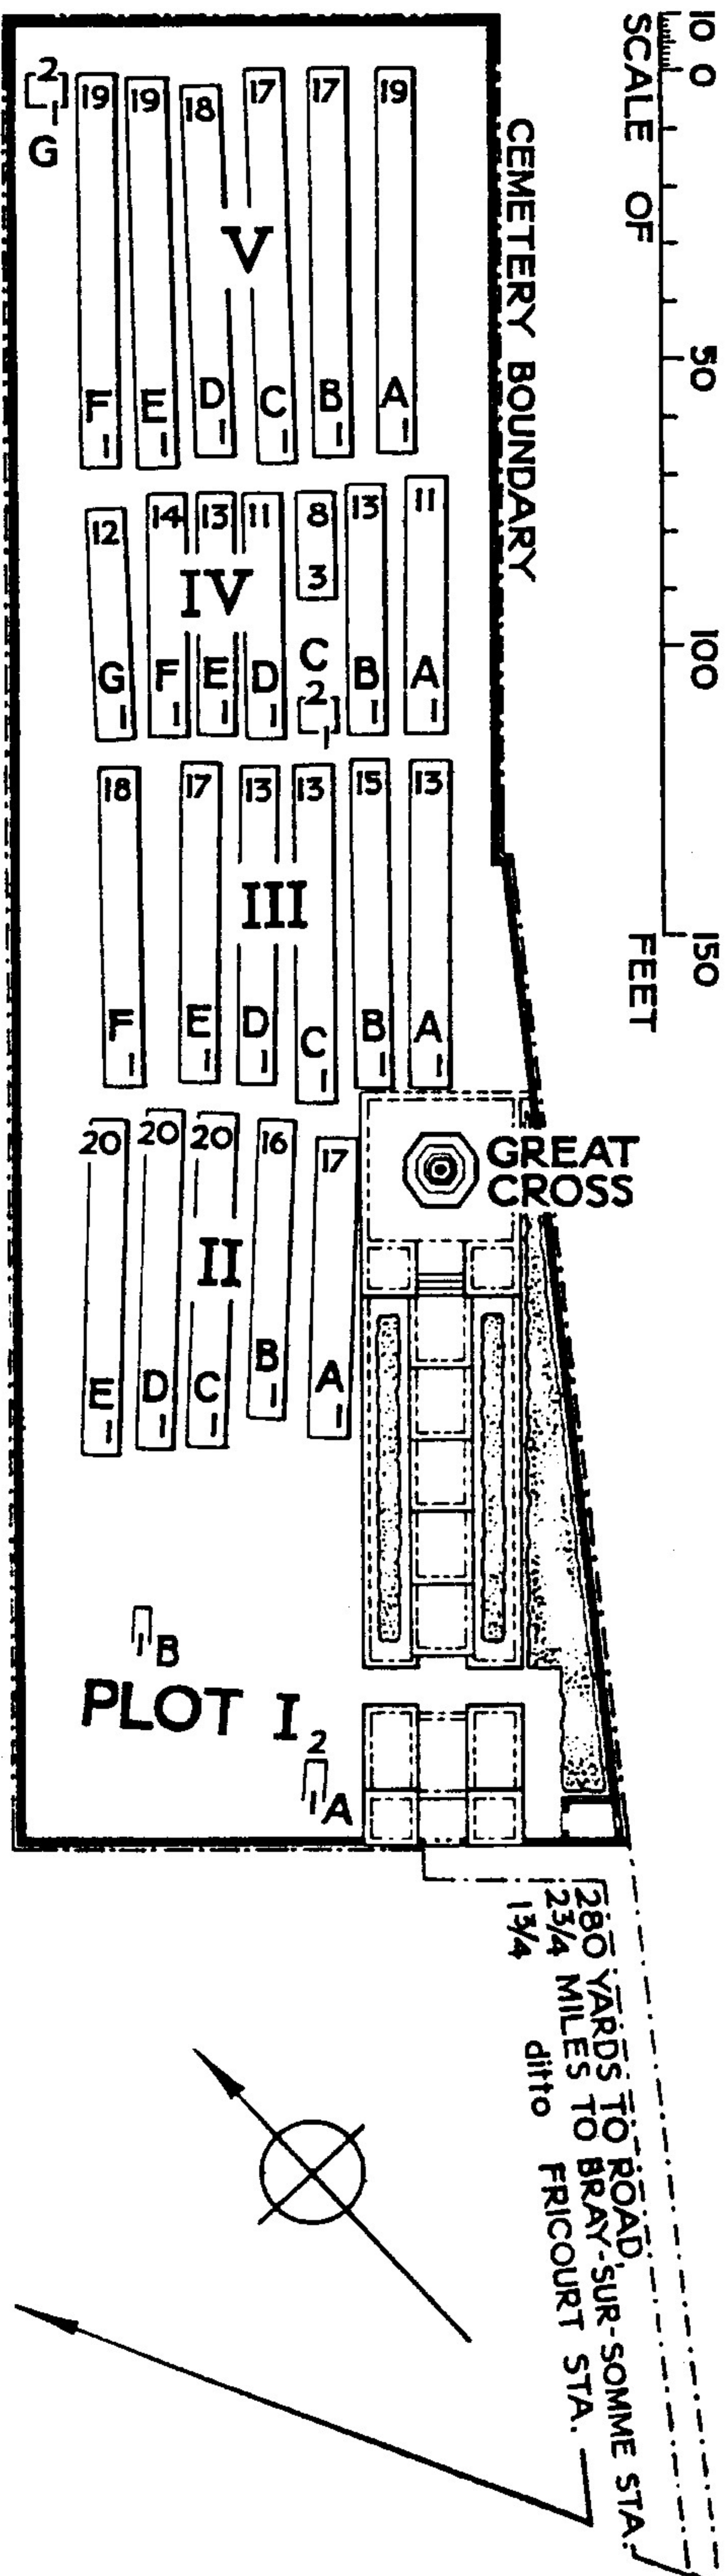 10 0 50 100 150
SCALE OF FEET
CEMETERY BOUNDARY
2
1
G
19 19 18 17 17 19
V
F E D C B A
1 1 1 1 1 1
12 14 13 11 8 13 11
3
IV
G F E D C B A
2
1 1 1 1 1 1 1
18 17 13 13 15 13
III
F E D C B A
1 1 1 1 1 1
GREAT
CROSS
20 20 20 16 17
II
E D C B A
1 1 1 1 1
1 B
PLOT I
2
1 A
280 YARDS TO ROAD,
2¾ MILES TO BRAY-SUR-SOMME STA.
1¾ ditto FRICOURT STA.